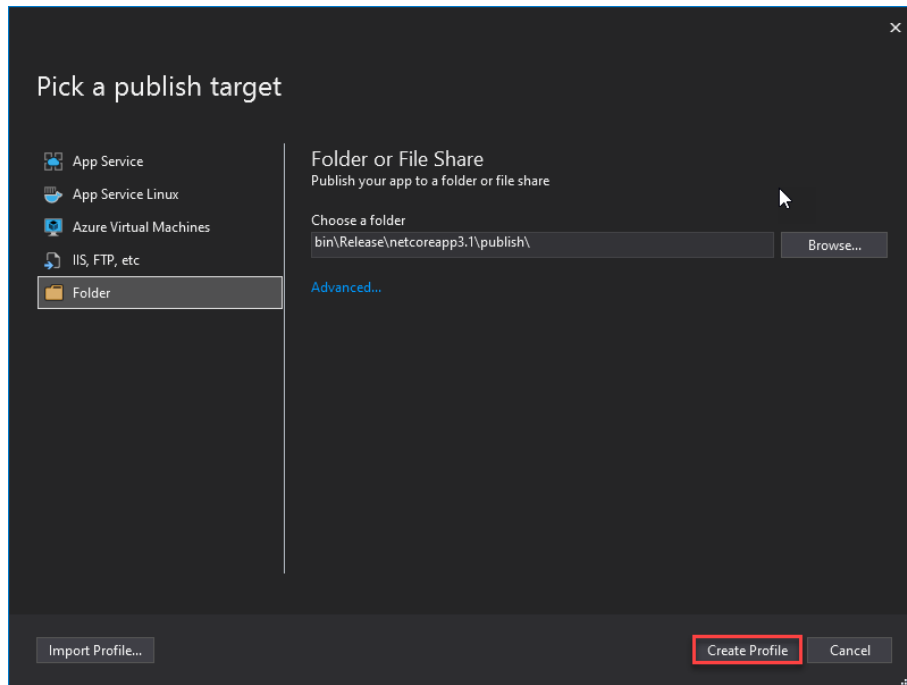 Pick a publish target
App Service
App Service Linux
Azure Virtual Machines
IIS, FTP, etc
Folder
Folder or File Share
Publish your app to a folder or file share
Choose a folder
bin\Release\netcoreapp3.1\publish\
Browse...
Advanced...
Import Profile...
Create Profile
Cancel